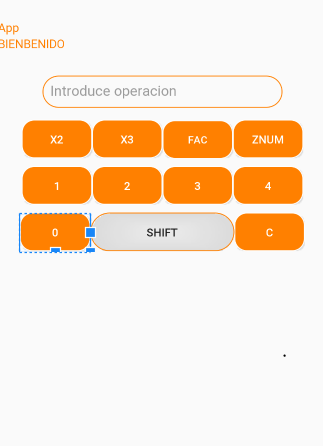 App
BIENBENIDO
Introduce operacion
X2 X3 FAC ZNUM
1 2 3 4
0 SHIFT C
.